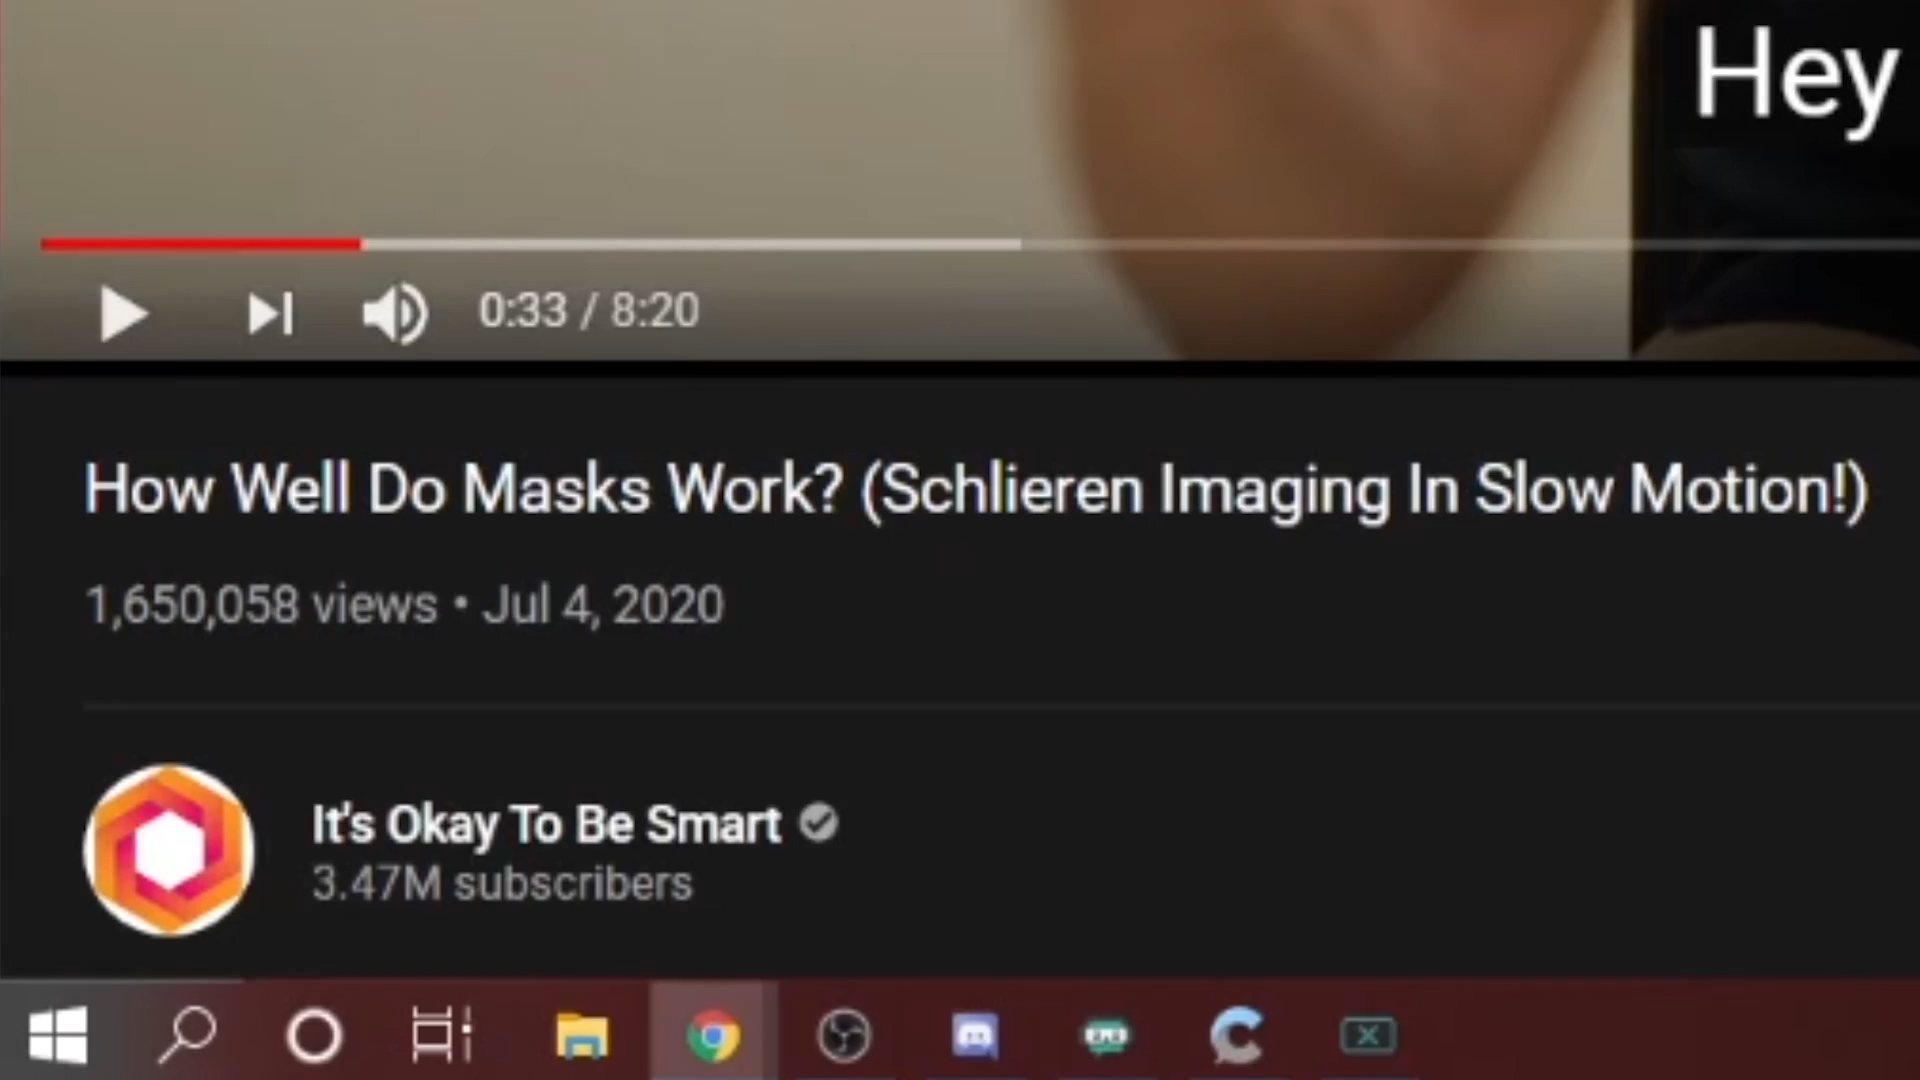 Hey
0:33 / 8:20
How Well Do Masks Work? (Schlieren Imaging In Slow Motion!)
1,650,058 views • Jul 4, 2020
It's Okay To Be Smart
3.47M subscribers